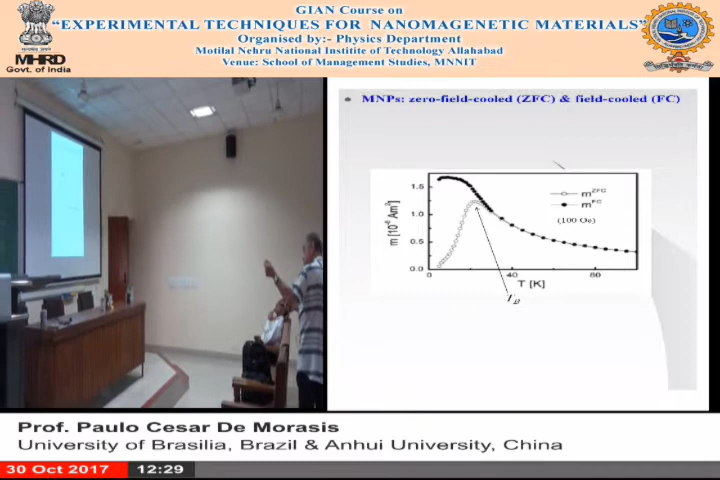 GIAN Course on
"EXPERIMENTAL TECHNIQUES FOR NANOMAGENETIC MATERIALS"
Organised by:- Physics Department
Motilal Nehru National Institite of Technology Allahabad
Venue: School of Management Studies, MNNIT
MHRD
Govt. of India
MNPs: zero-field-cooled (ZFC) & field-cooled (FC)
m [10⁻⁶ Am²]
1.5
1.0
0.5
0.0
m^ZFC
m^FC
(100 Oe)
0 40 80
T [K]
T_B
Prof. Paulo Cesar De Morasis
University of Brasilia, Brazil & Anhui University, China
30 Oct 2017 12:29